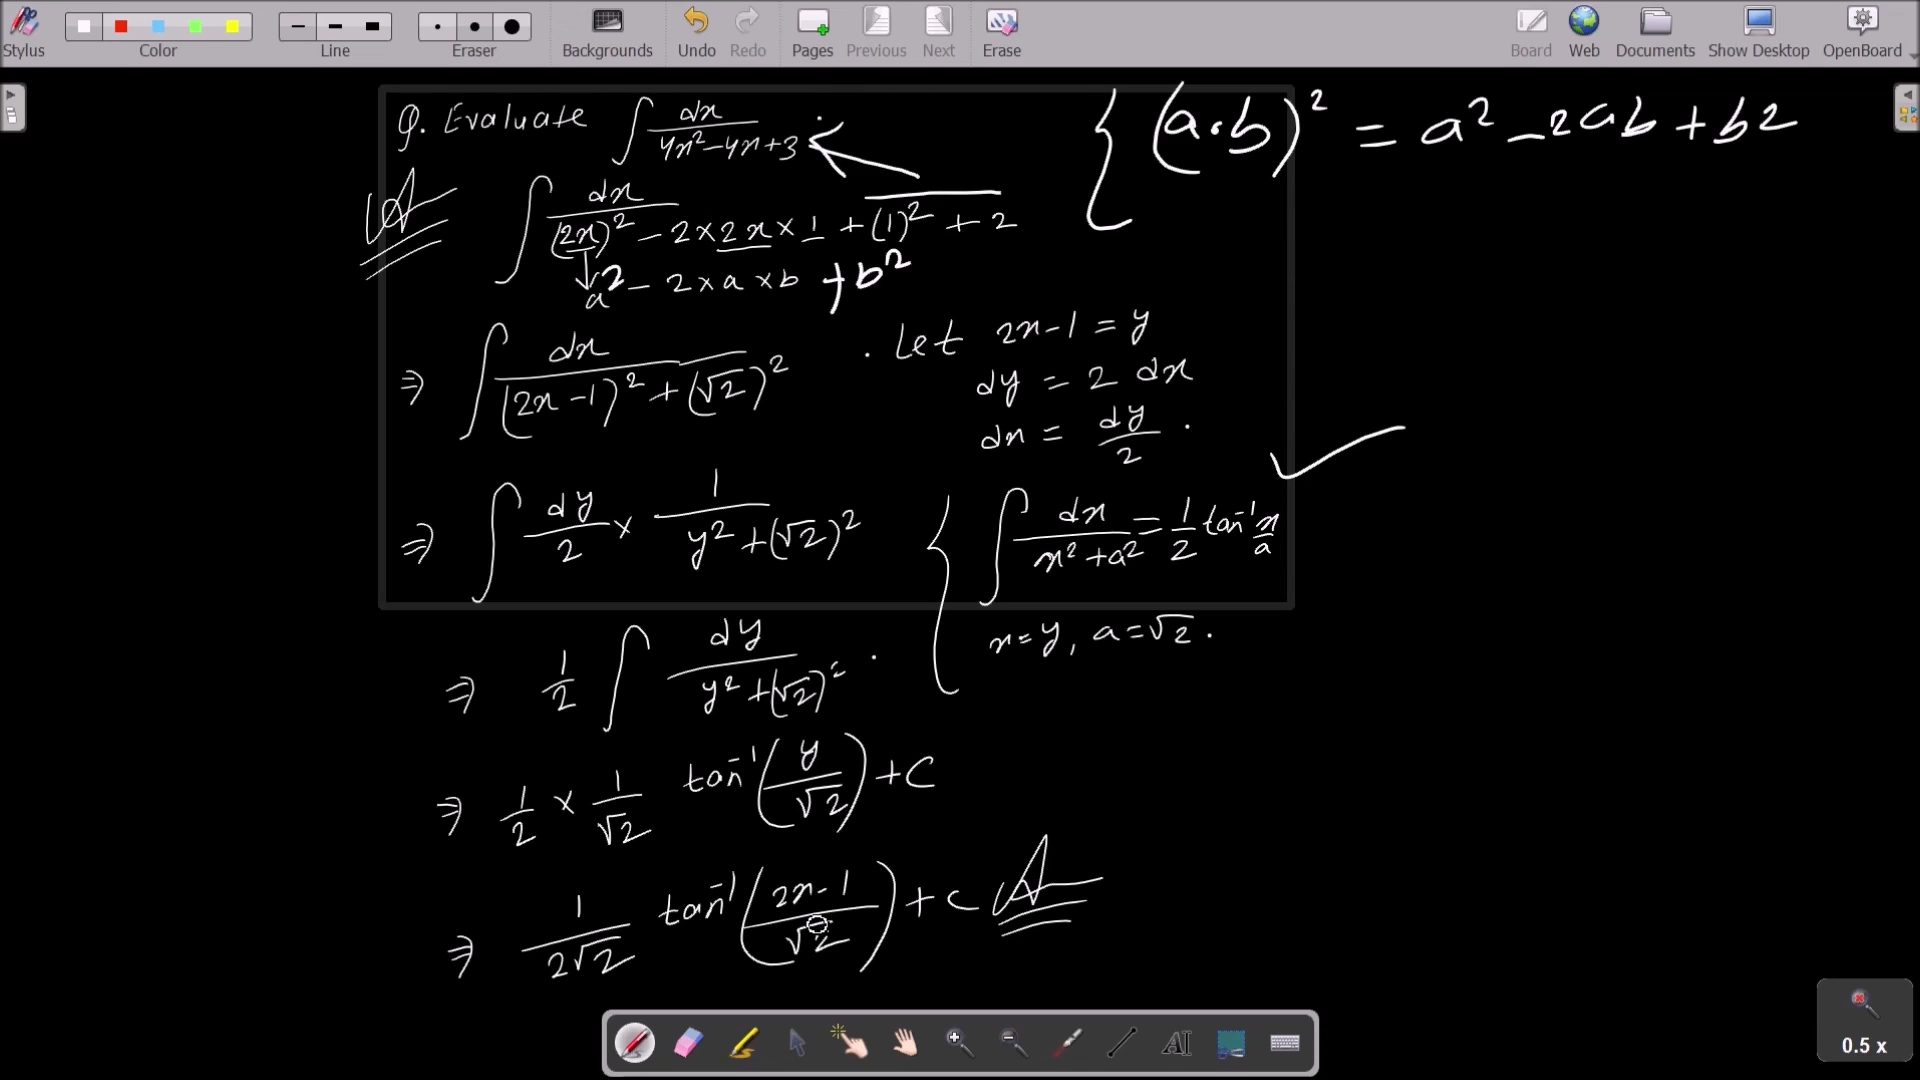 Stylus Color Line Eraser Backgrounds Undo Redo Pages Previous Next Erase Board Web Documents Show Desktop OpenBoard
Q. Evaluate ∫ dx / (4x² - 4x + 3)
{ (a · b)² = a² - 2ab + b2
∫ dx / ((2x)² - 2 × 2x × 1 + (1)² + 2)
a² - 2 × a × b + b²
⇒ ∫ dx / ((2x - 1)² + (√2)²) . Let 2x - 1 = y
dy = 2 dx
dx = dy/2 .
⇒ ∫ dy/2 × 1 / (y² + (√2)²) { ∫ dx / (x² + a²) = 1/2 tan⁻¹ x/a
x = y, a = √2 .
⇒ 1/2 ∫ dy / (y² + (√2)²) .
⇒ 1/2 × 1/√2 tan⁻¹ (y/√2) + C
⇒ 1/(2√2) tan⁻¹ ((2x - 1)/√2) + C
AI
0.5 x